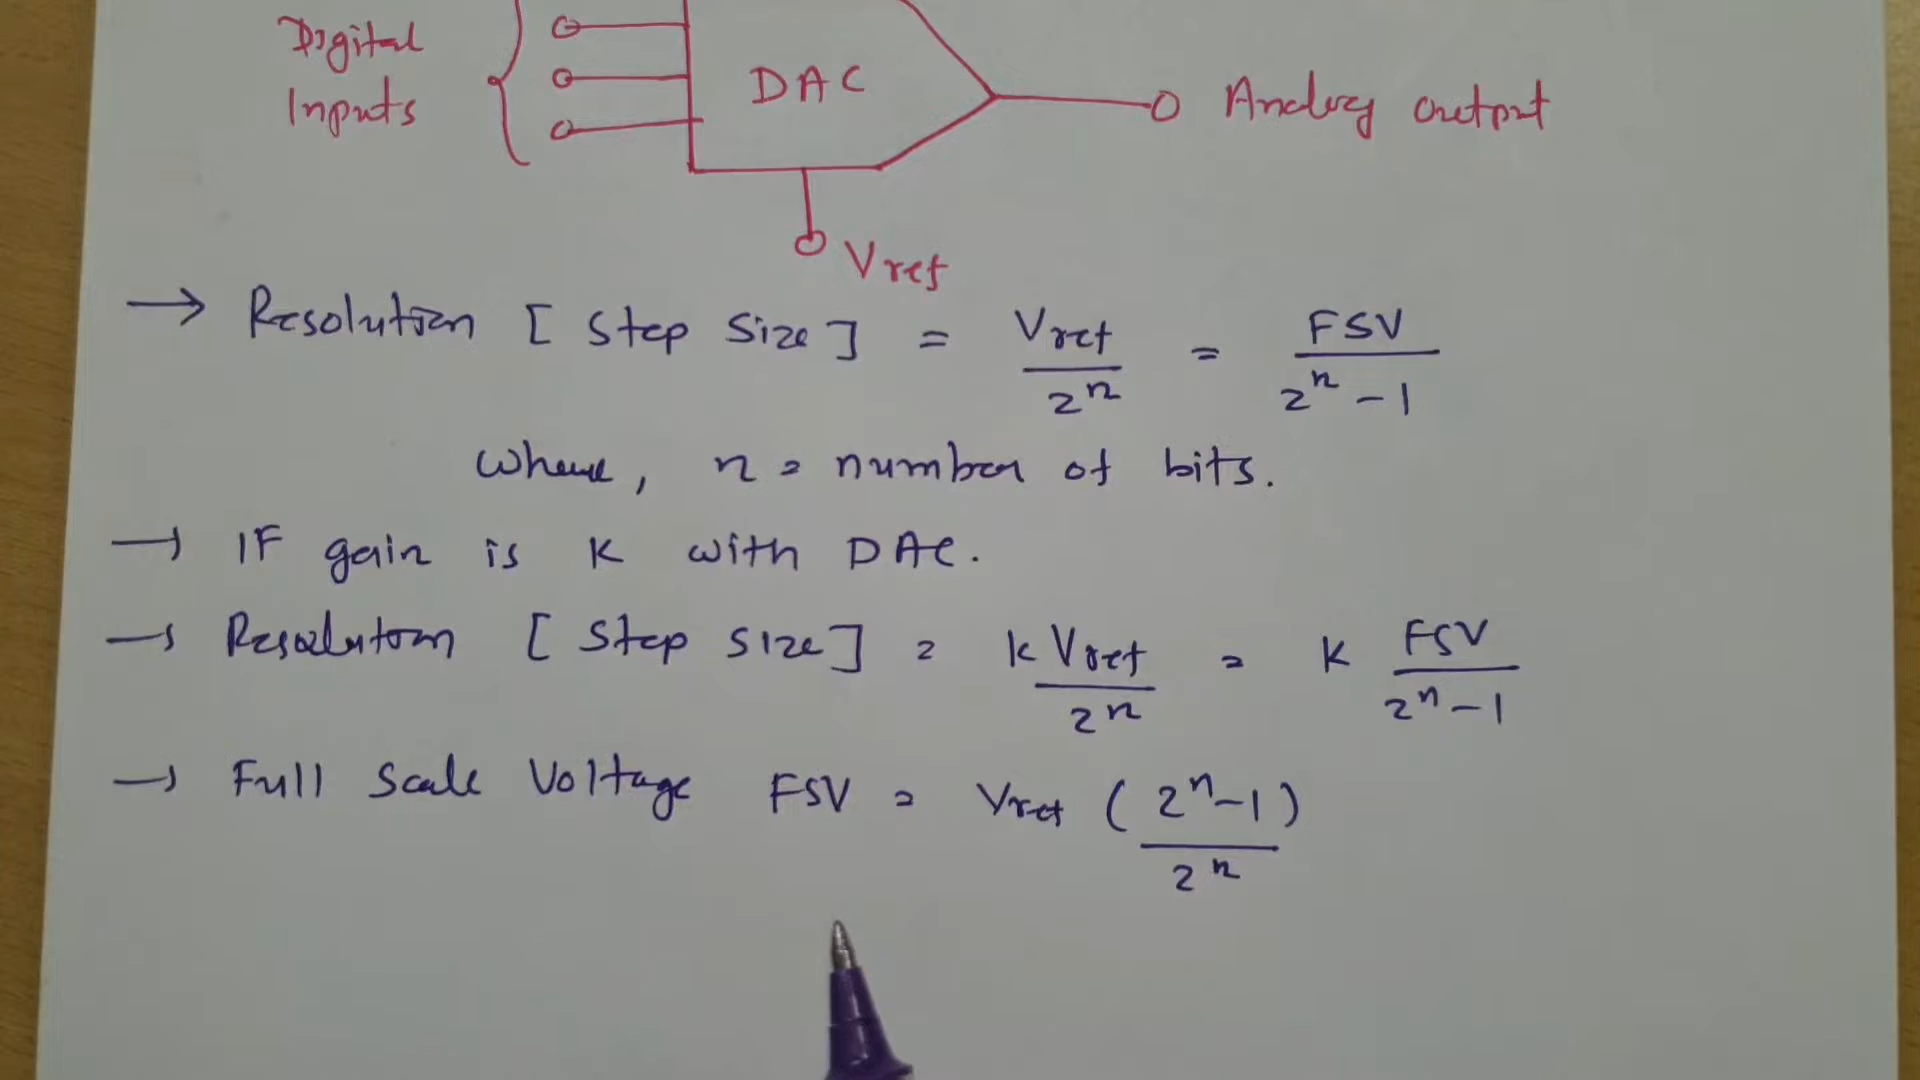 Digital
Inputs
DAC
Analog output
Vref
→ Resolution [ Step Size ] = Vref / 2^n = FSV / 2^n - 1
where, n = number of bits.
→ IF gain is K with DAC.
→ Resolution [ Step size ] = K Vref / 2^n = K FSV / 2^n - 1
→ Full Scale Voltage FSV = Vref ( 2^n - 1 ) / 2^n